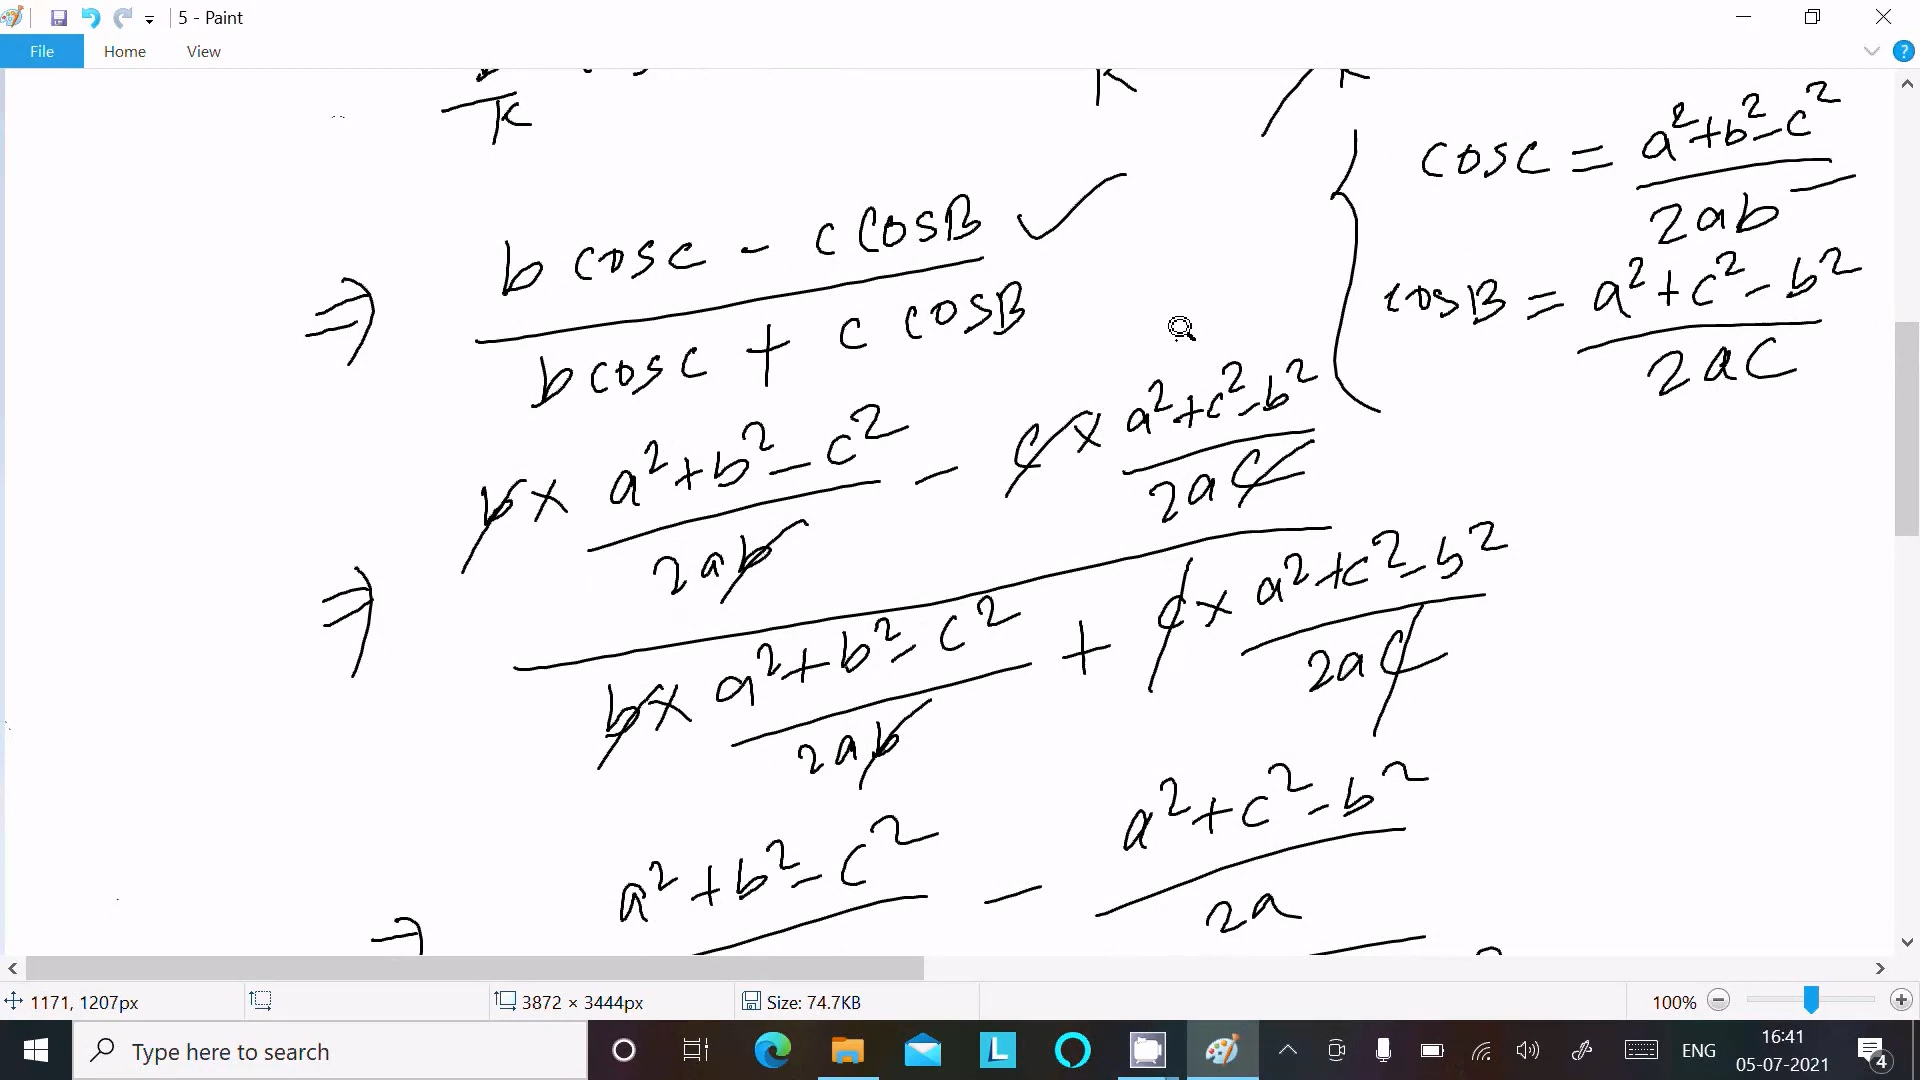 5 - Paint
File Home View
K
⇒ b cosc - c cosB / b cosc + c cosB ✓
{ cosc = a²+b²-c² / 2ab
cosB = a²+c²-b² / 2ac
⇒ b× a²+b²-c² / 2ab - c× a²+c²-b² / 2ac
b× a²+b²-c² / 2ab + c× a²+c²-b² / 2ac
⇒ a²+b²-c² - a²+c²-b² / 2a
1171, 1207px 3872 × 3444px Size: 74.7KB 100%
Type here to search L ENG 16:41
05-07-2021 4